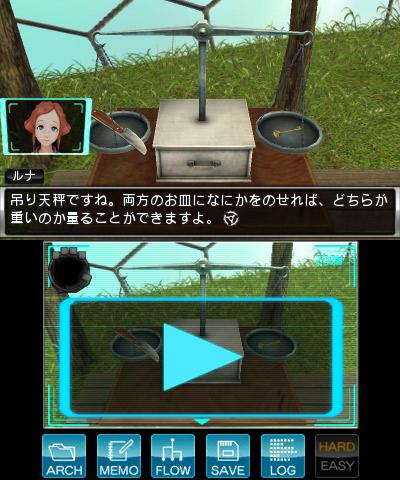 ルナ
吊り天秤ですね。両方のお皿になにかをのせれば、どちらが
重いのか量ることができますよ。
ARCH
MEMO
FLOW
SAVE
LOG
HARD
EASY